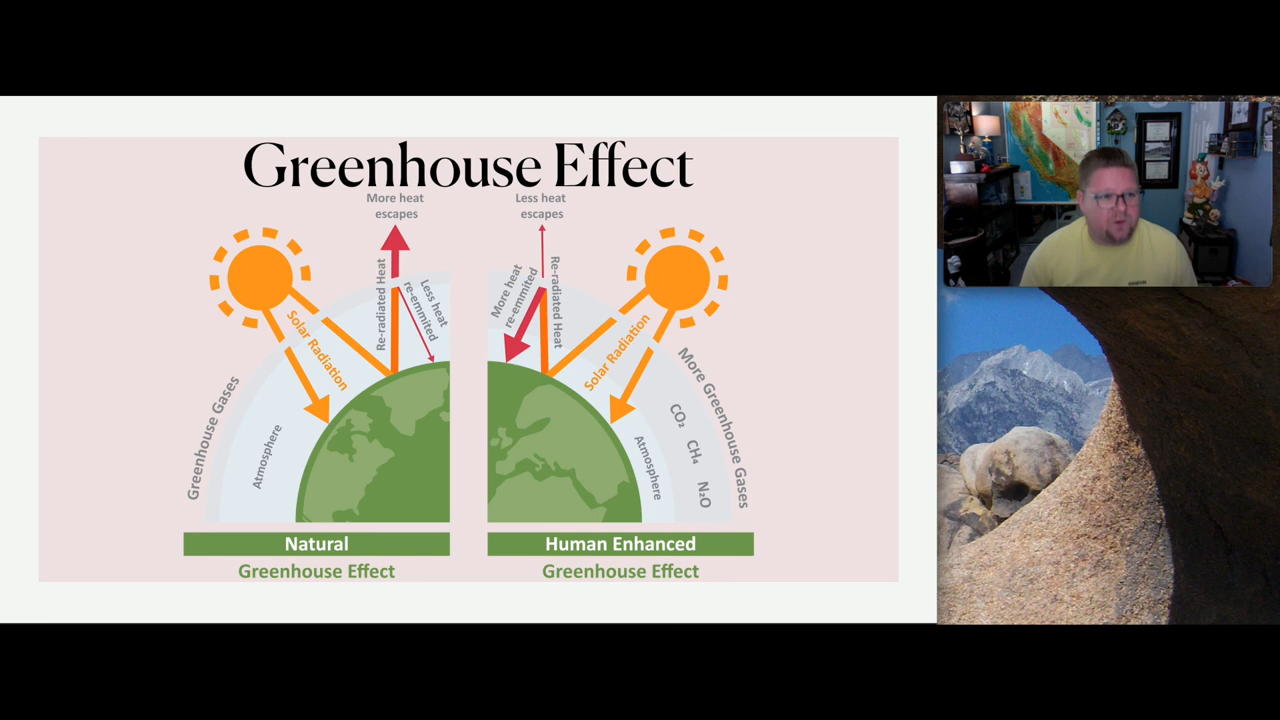 Greenhouse Effect
More heat
escapes
Less heat
escapes
Re-radiated Heat
Less heat
re-emmited
More heat
re-emmited
Re-radiated Heat
Solar Radiation
Solar Radiation
Greenhouse Gases
Atmosphere
Atmosphere
More Greenhouse Gases
CO₂
CH₄
N₂O
Natural
Greenhouse Effect
Human Enhanced
Greenhouse Effect